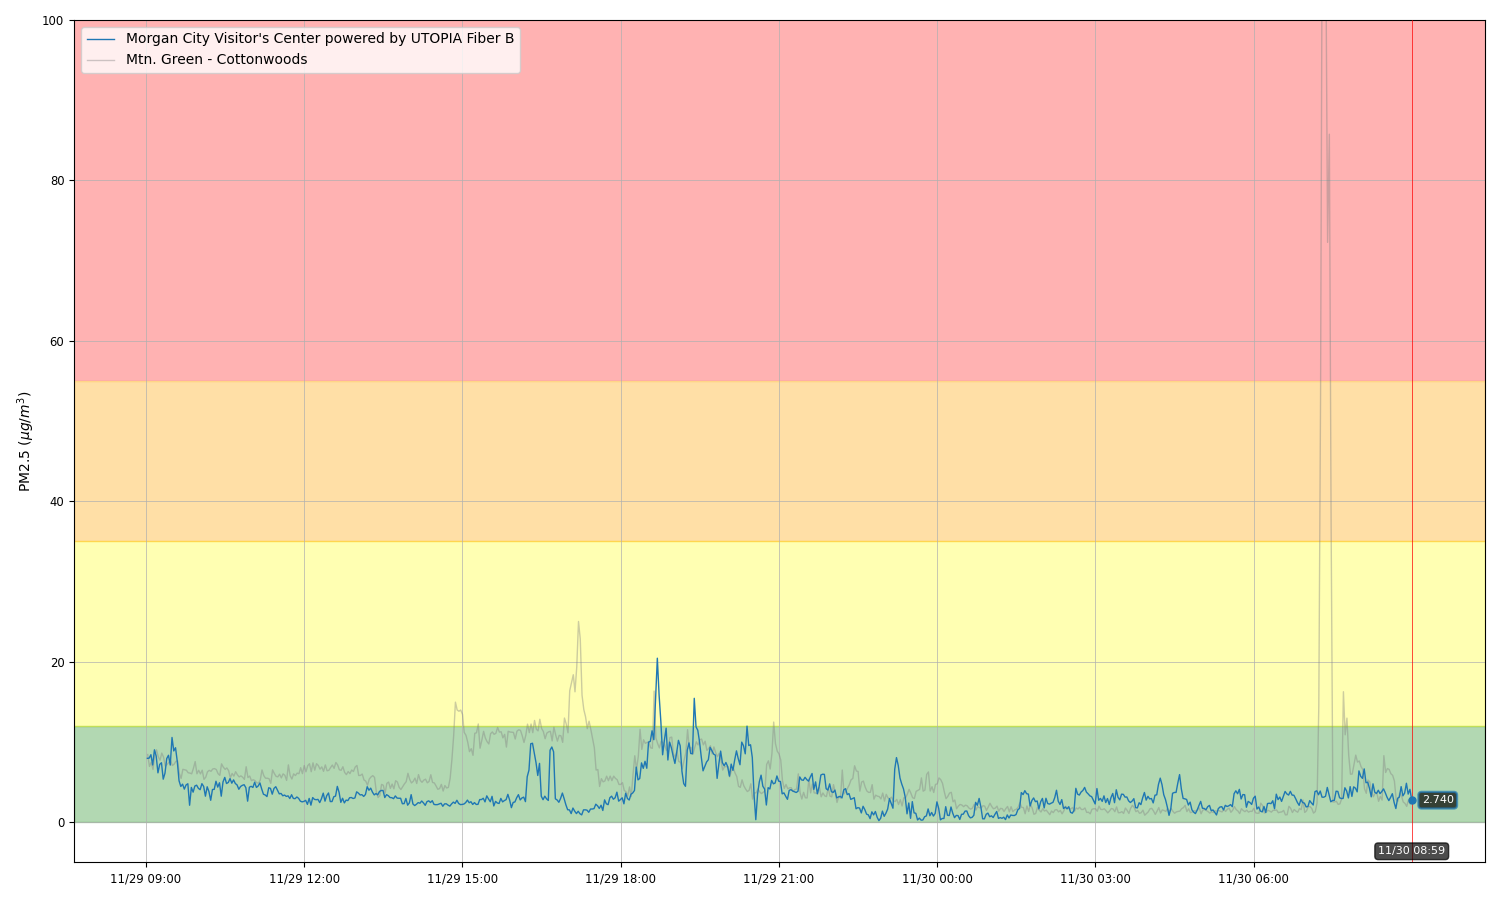 100
Morgan City Visitor's Center powered by UTOPIA Fiber B
Mtn. Green - Cottonwoods
80
60
PM2.5 (μg/m³)
40
20
0
2.740
11/30 08:59
11/29 09:00 11/29 12:00 11/29 15:00 11/29 18:00 11/29 21:00 11/30 00:00 11/30 03:00 11/30 06:00